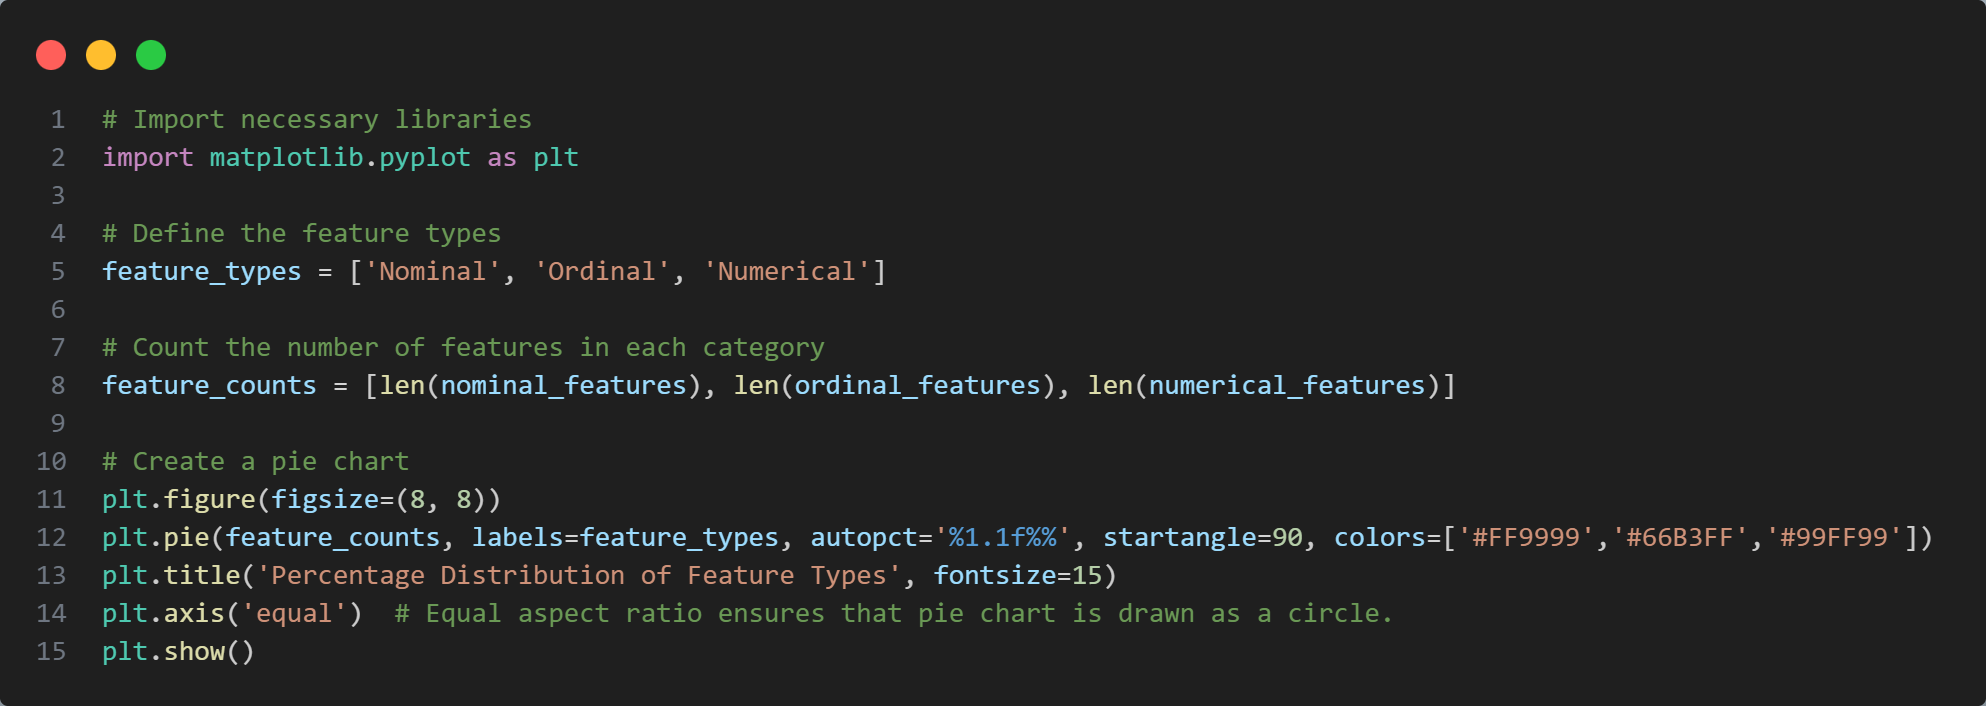 1 # Import necessary libraries
2 import matplotlib.pyplot as plt
3
4 # Define the feature types
5 feature_types = ['Nominal', 'Ordinal', 'Numerical']
6
7 # Count the number of features in each category
8 feature_counts = [len(nominal_features), len(ordinal_features), len(numerical_features)]
9
10 # Create a pie chart
11 plt.figure(figsize=(8, 8))
12 plt.pie(feature_counts, labels=feature_types, autopct='%1.1f%%', startangle=90, colors=['#FF9999','#66B3FF','#99FF99'])
13 plt.title('Percentage Distribution of Feature Types', fontsize=15)
14 plt.axis('equal')  # Equal aspect ratio ensures that pie chart is drawn as a circle.
15 plt.show()